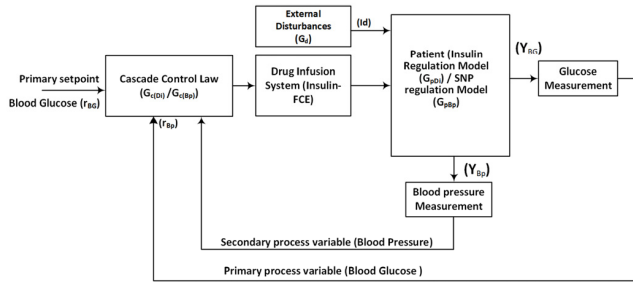 External
Disturbances
(Gd)
(Id)
Patient (Insulin
Regulation Model
(GpDi) / SNP
regulation Model
(GpBp)
(YBG)
Glucose
Measurement
Primary setpoint
Blood Glucose (rBG)
Cascade Control Law
(Gc(Di) /Gc(Bp)
Drug Infusion
System (Insulin-
FCE)
(rBp)
(YBp)
Blood pressure
Measurement
Secondary process variable (Blood Pressure)
Primary process variable (Blood Glucose )